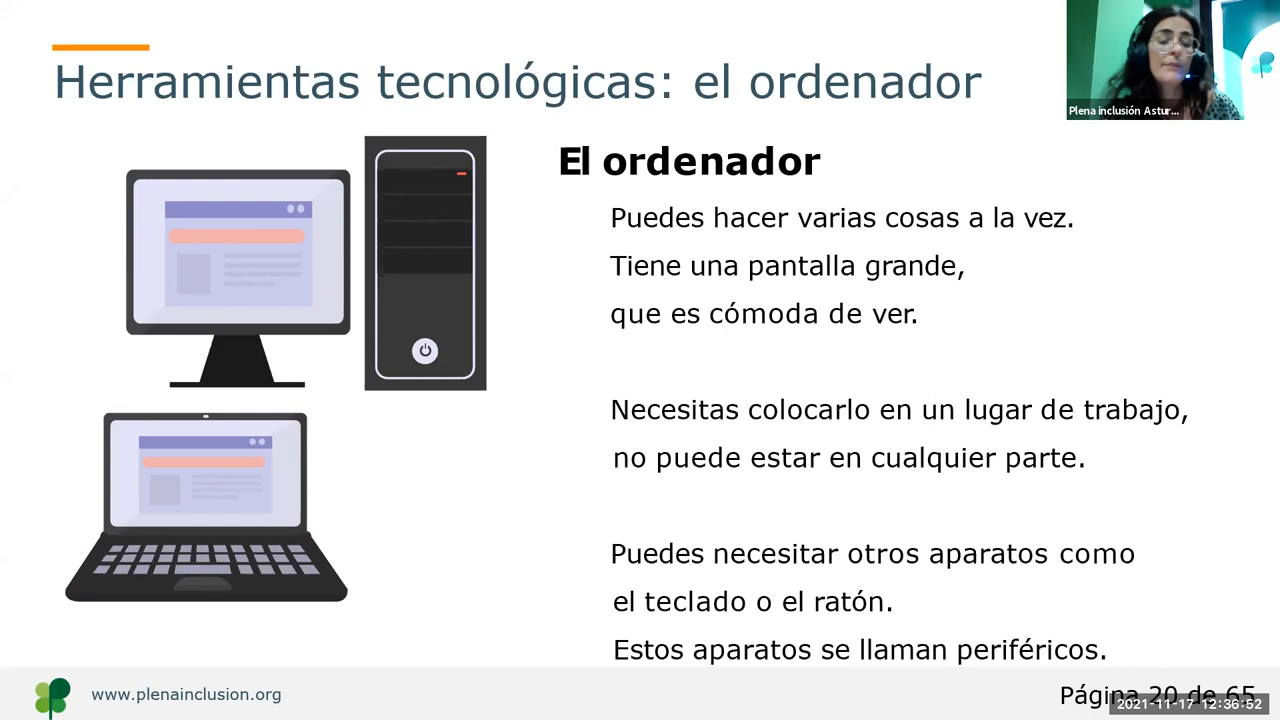 Herramientas tecnológicas: el ordenador
Plena inclusión Astur...
El ordenador
Puedes hacer varias cosas a la vez.
Tiene una pantalla grande,
que es cómoda de ver.
Necesitas colocarlo en un lugar de trabajo,
no puede estar en cualquier parte.
Puedes necesitar otros aparatos como
el teclado o el ratón.
Estos aparatos se llaman periféricos.
www.plenainclusion.org
Página 20 de 65
2021-11-17 12:36:52